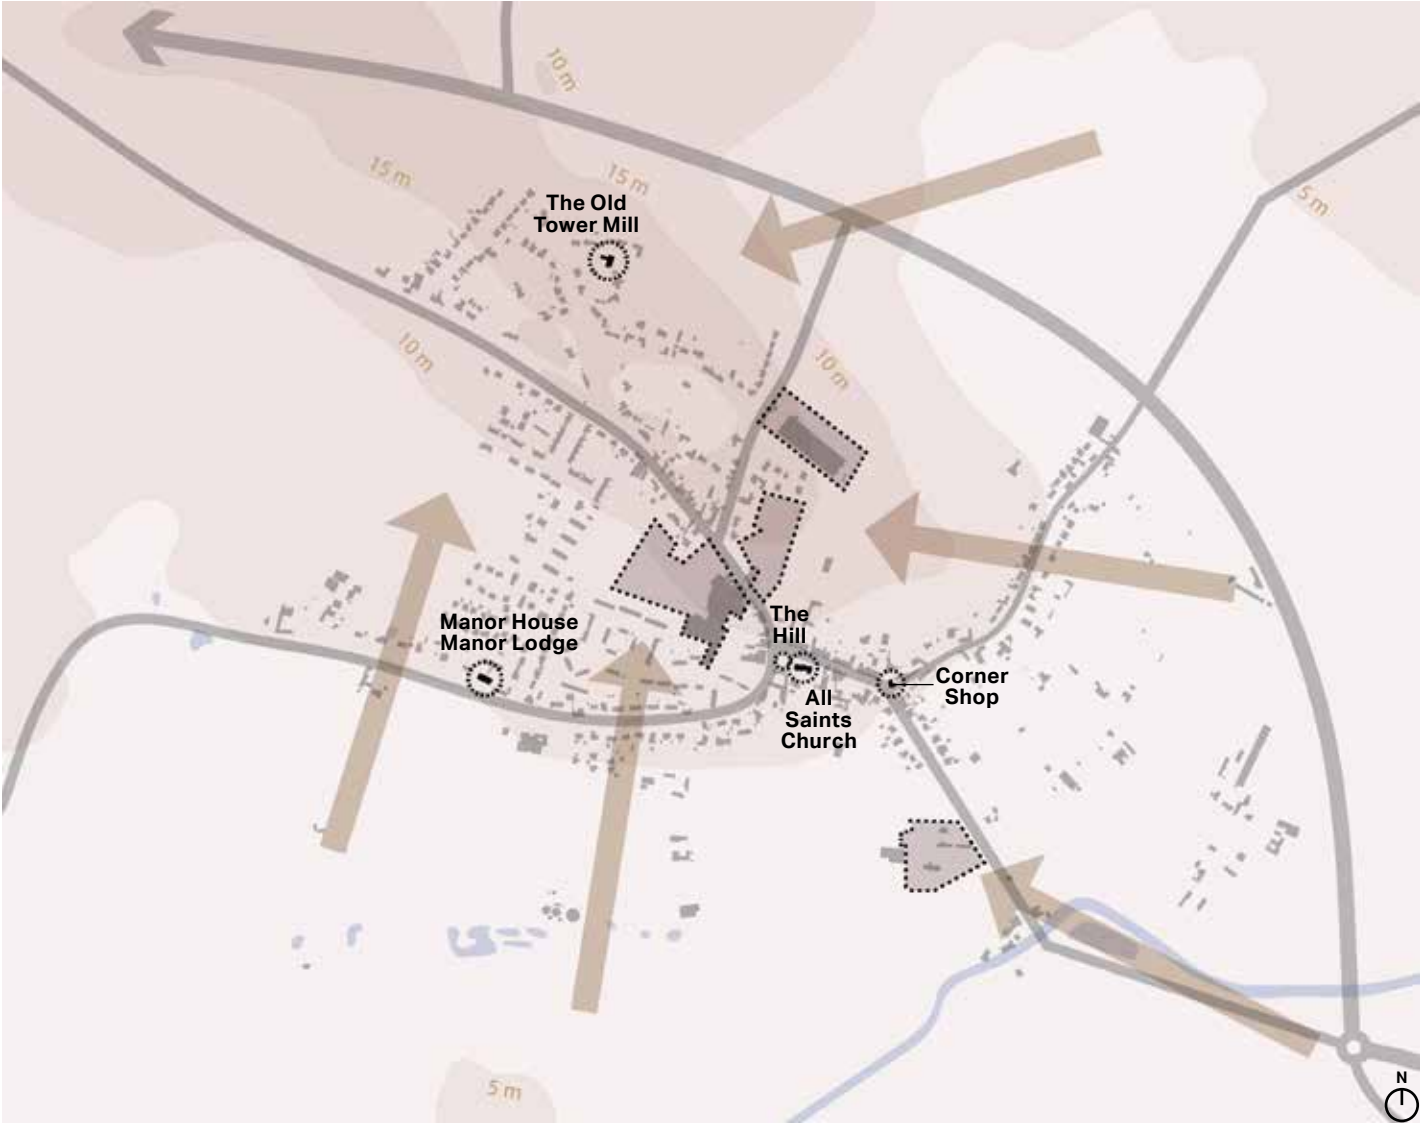 10 m
15 m
15 m
The Old
Tower Mill
5 m
10 m
10 m
The
Hill
Manor House
Manor Lodge
Corner
Shop
All
Saints
Church
5 m
N